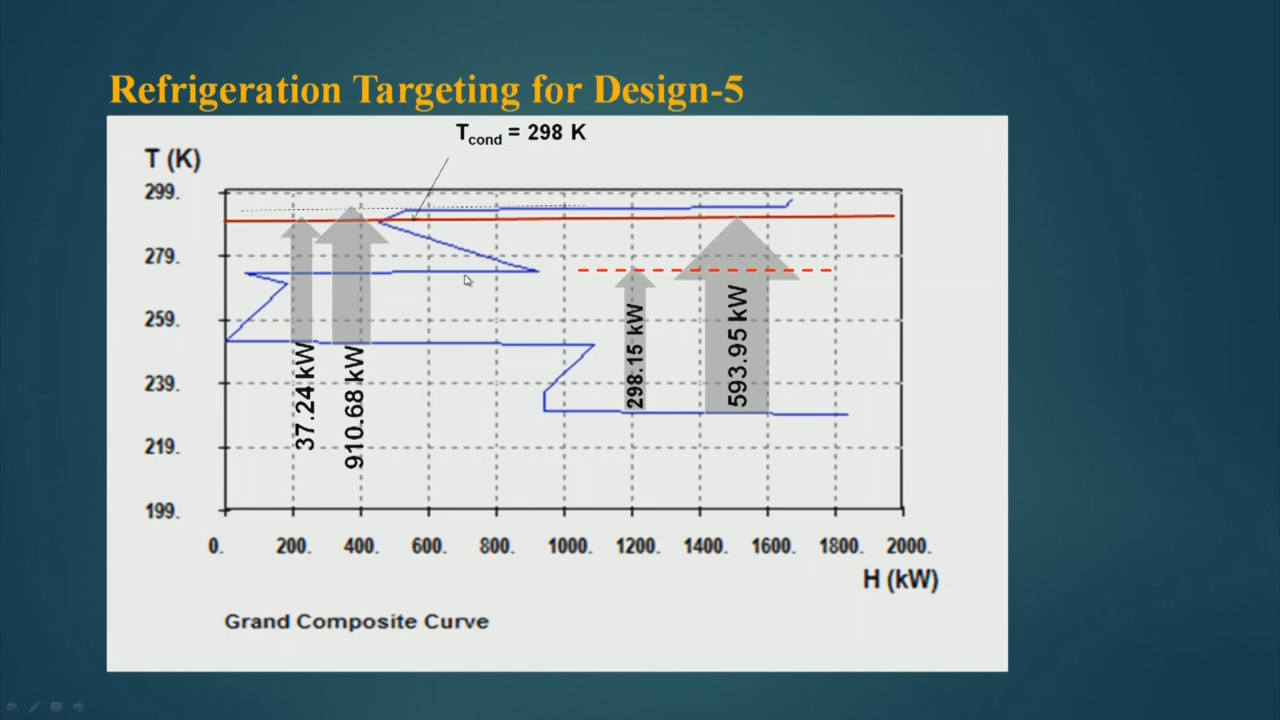 Refrigeration Targeting for Design-5
Tcond = 298 K
T (K)
299.
279.
259.
239.
219.
199.
37.24 kW
910.68 kW
298.15 kW
593.95 kW
0. 200. 400. 600. 800. 1000. 1200. 1400. 1600. 1800. 2000.
H (kW)
Grand Composite Curve